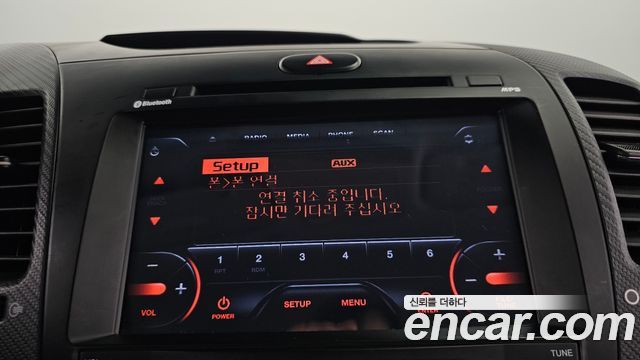 Bluetooth
MP3
RADIO MEDIA PHONE SCAN
Setup AUX
폰>폰 연결
연결 취소 중입니다.
잠시만 기다려 주십시오
1 2 3 4 5 6
RPT RDM
VOL POWER SETUP MENU ENTER
TUNE
신뢰를 더하다
encar.com